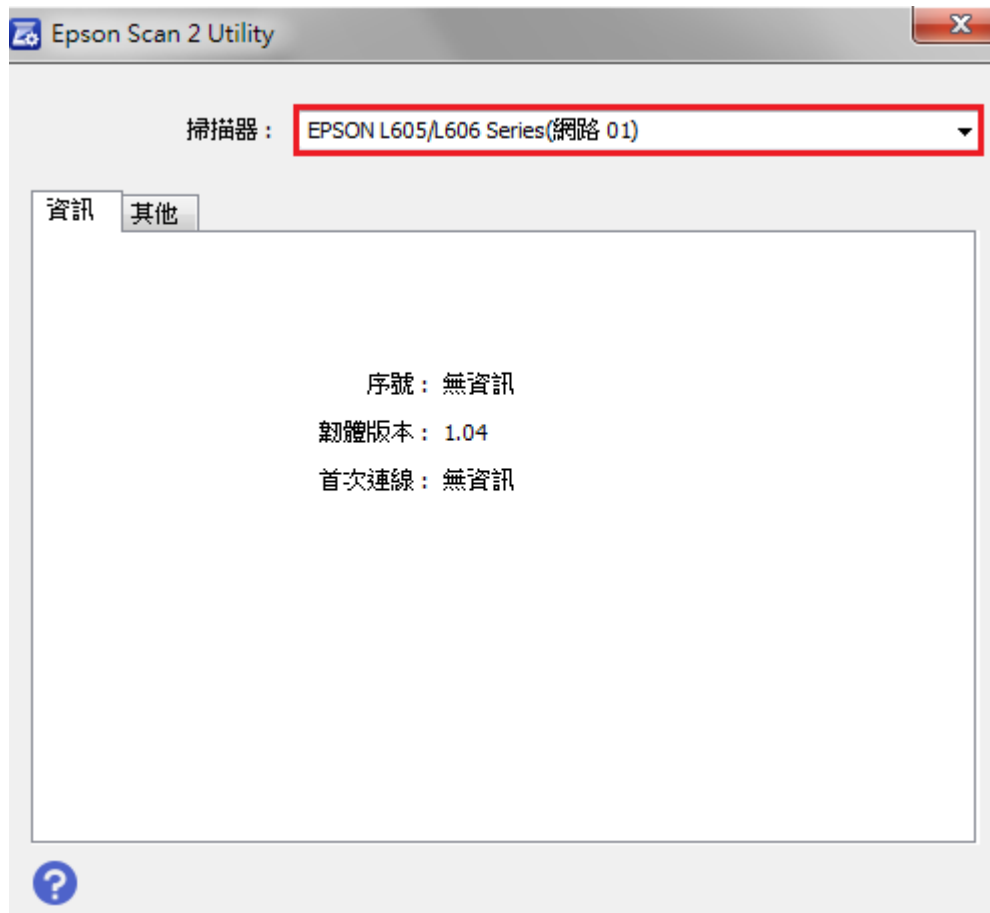 Epson Scan 2 Utility
掃描器： EPSON L605/L606 Series(網路 01)
資訊 其他
序號： 無資訊
韌體版本： 1.04
首次連線： 無資訊